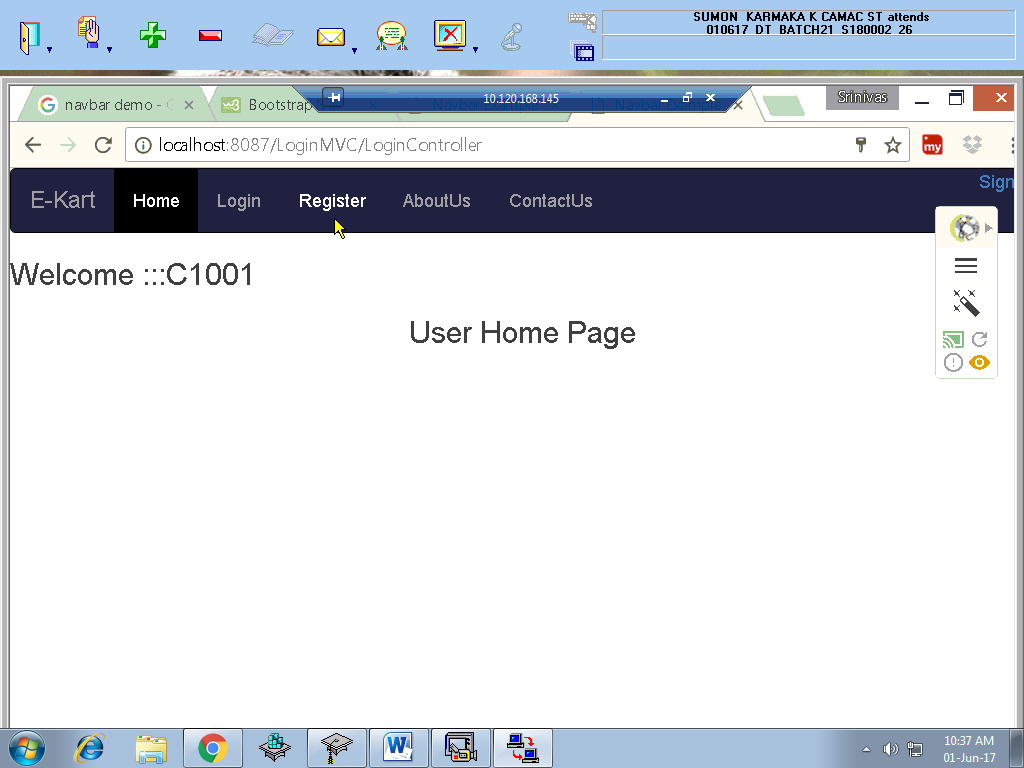 SUMON KARMAKA K CAMAC ST attends
010617 DT BATCH21 S180002 26
navbar demo -
Bootstrap
10.120.168.145
Srinivas
localhost:8087/LoginMVC/LoginController
my
E-Kart
Home
Login
Register
AboutUs
ContactUs
Sign
Welcome :::C1001
User Home Page
10:37 AM
01-Jun-17